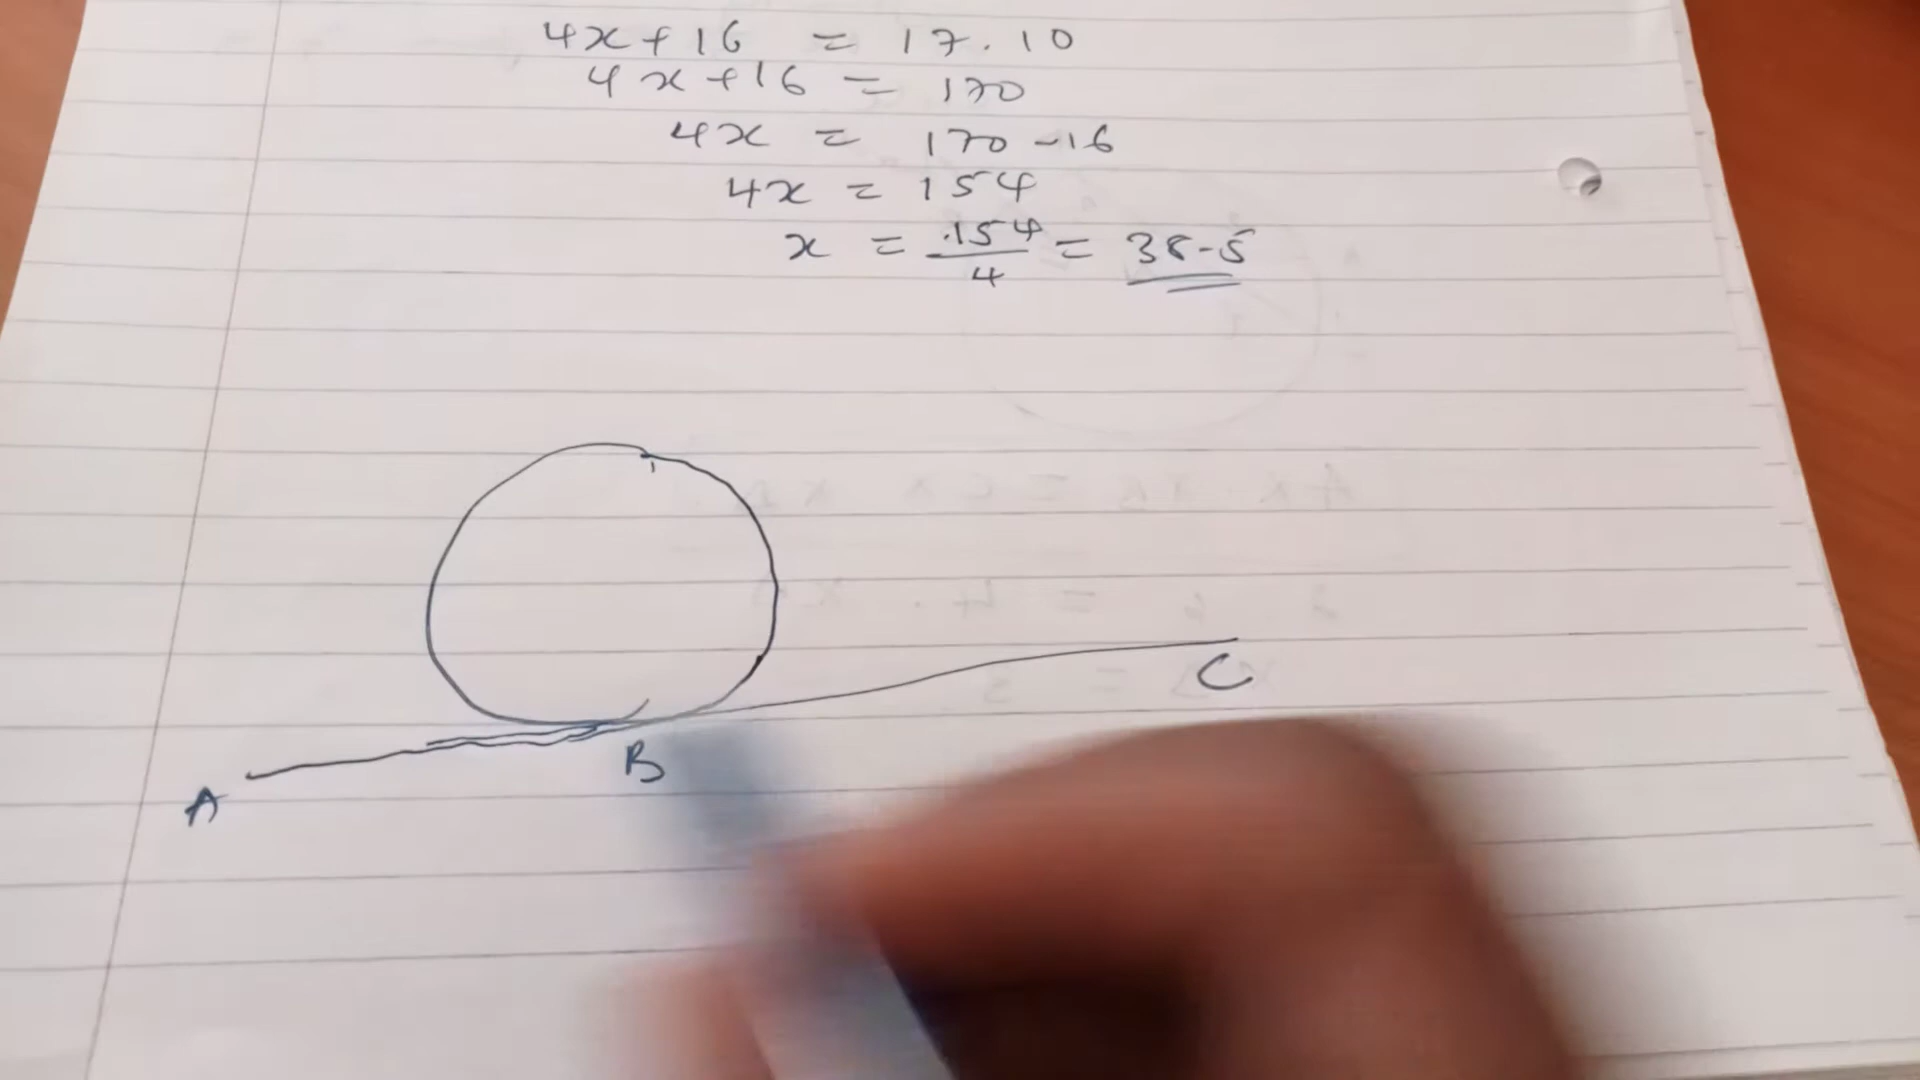 4x+16 = 17.10
4x+16 = 170
4x = 170-16
4x = 154
x = 154/4 = 38-5
C
B
A